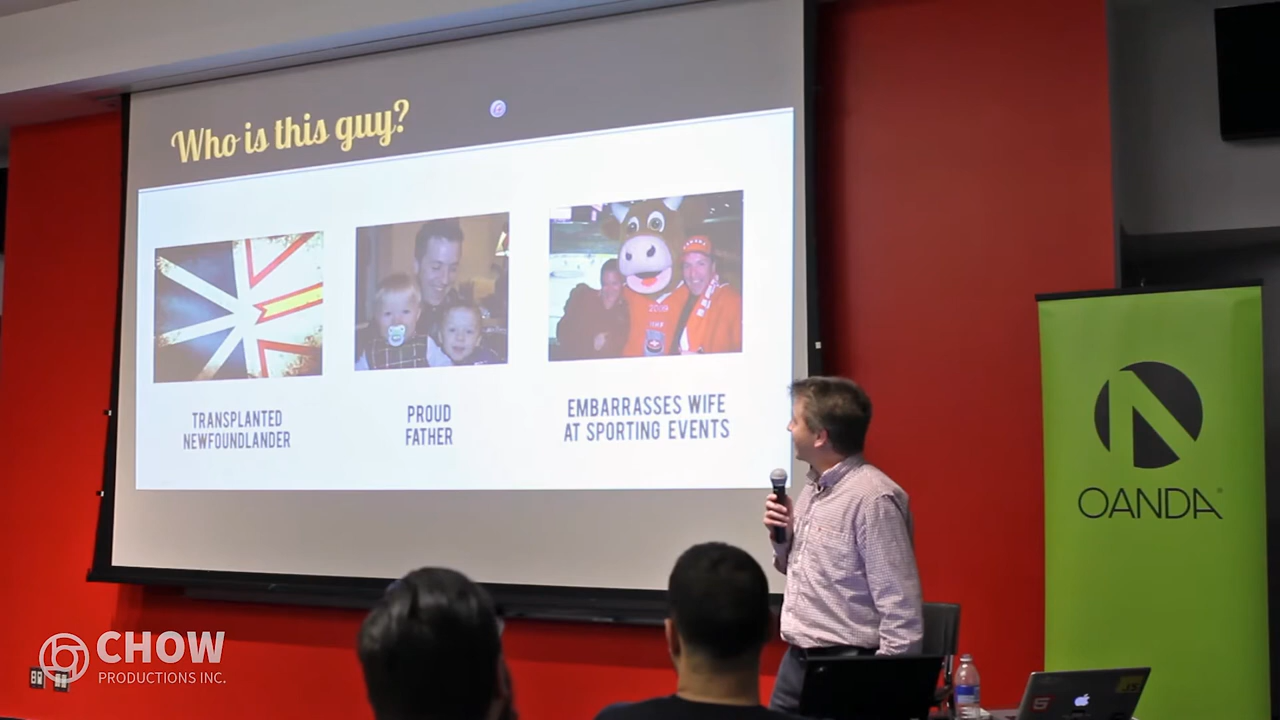 Who is this guy?
TRANSPLANTED
NEWFOUNDLANDER
PROUD
FATHER
EMBARRASSES WIFE
AT SPORTING EVENTS
OANDA
CHOW
PRODUCTIONS INC.